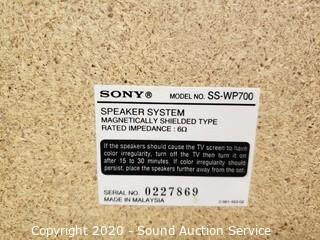 SONY® MODEL NO. SS-WP700
SPEAKER SYSTEM
MAGNETICALLY SHIELDED TYPE
RATED IMPEDANCE : 6Ω
If the speakers should cause the TV screen to have
color irregularity, turn off the TV then turn it on
after 15 to 30 minutes. If color irregularity should
persist, place the speakers further away from the set.
SERIAL NO. 0227869
MADE IN MALAYSIA
Copyright 2020 - Sound Auction Service